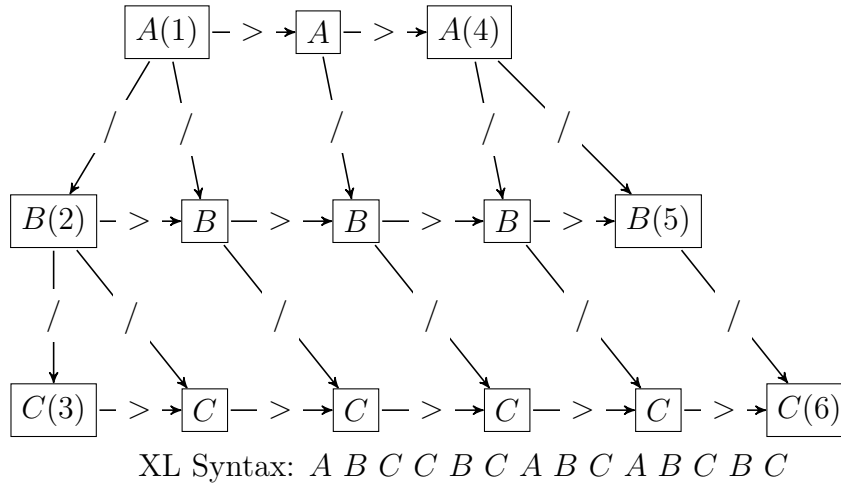 A(1) > A > A(4)
/ / / / /
B(2) > B > B > B > B(5)
/ / / / / /
C(3) > C > C > C > C > C(6)
XL Syntax: A B C C B C A B C A B C B C